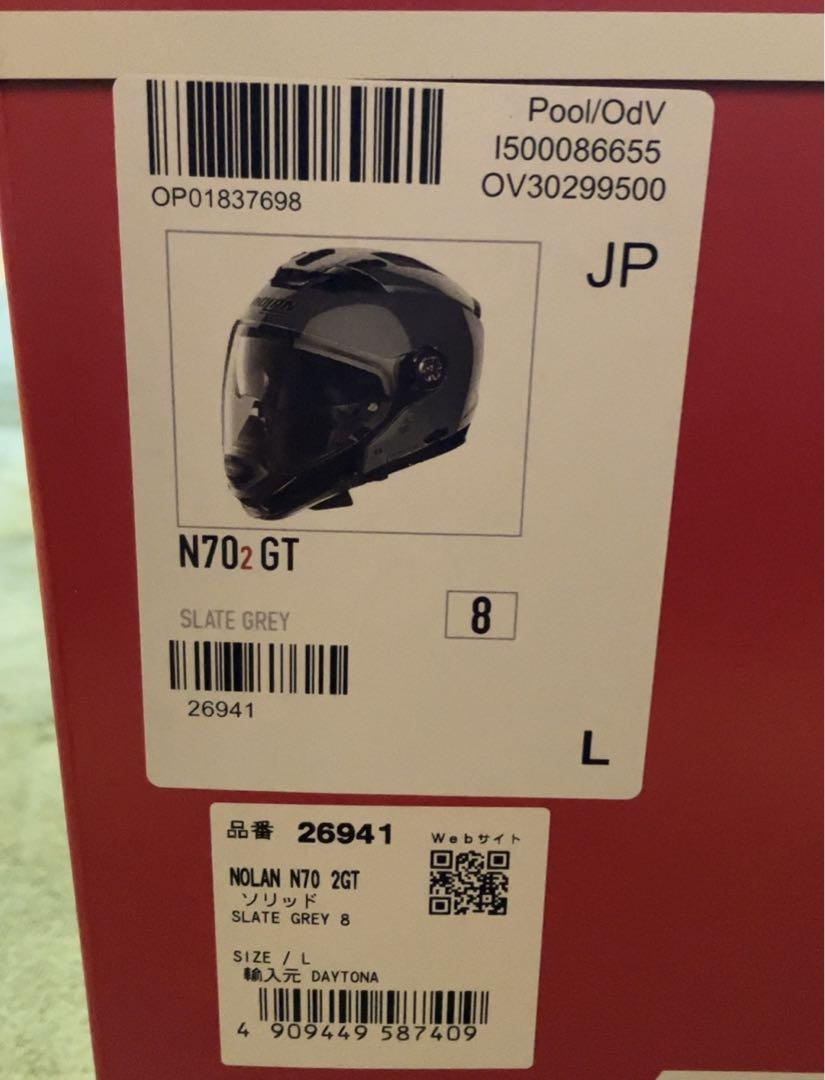 Pool/OdV
I500086655
OP01837698
OV30299500
JP
NOLAN
N702 GT
SLATE GREY
8
26941
L
品番 26941
Webサイト
NOLAN N70 2GT
ソリッド
SLATE GREY 8
SIZE / L
輸入元 DAYTONA
4 909449 587409